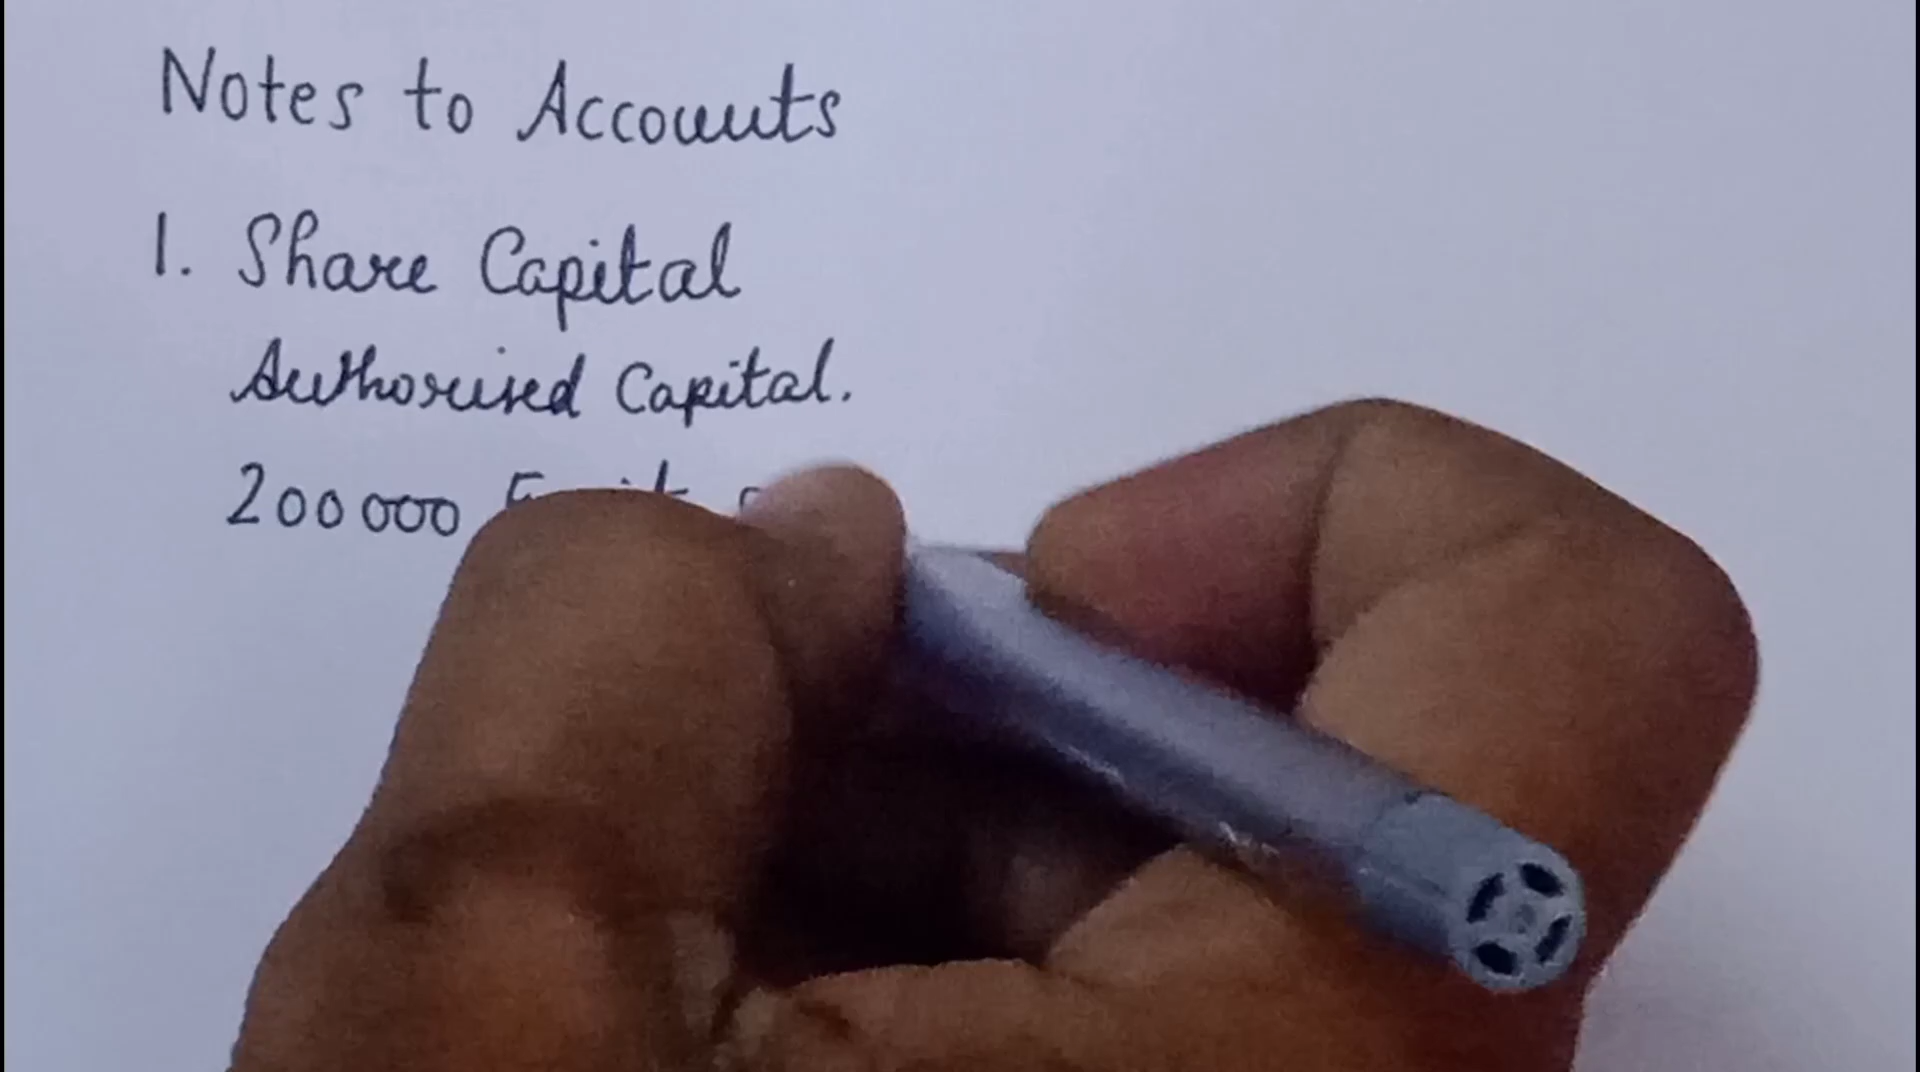 Notes to Accounts
1. Share Capital
Authorised Capital.
200000